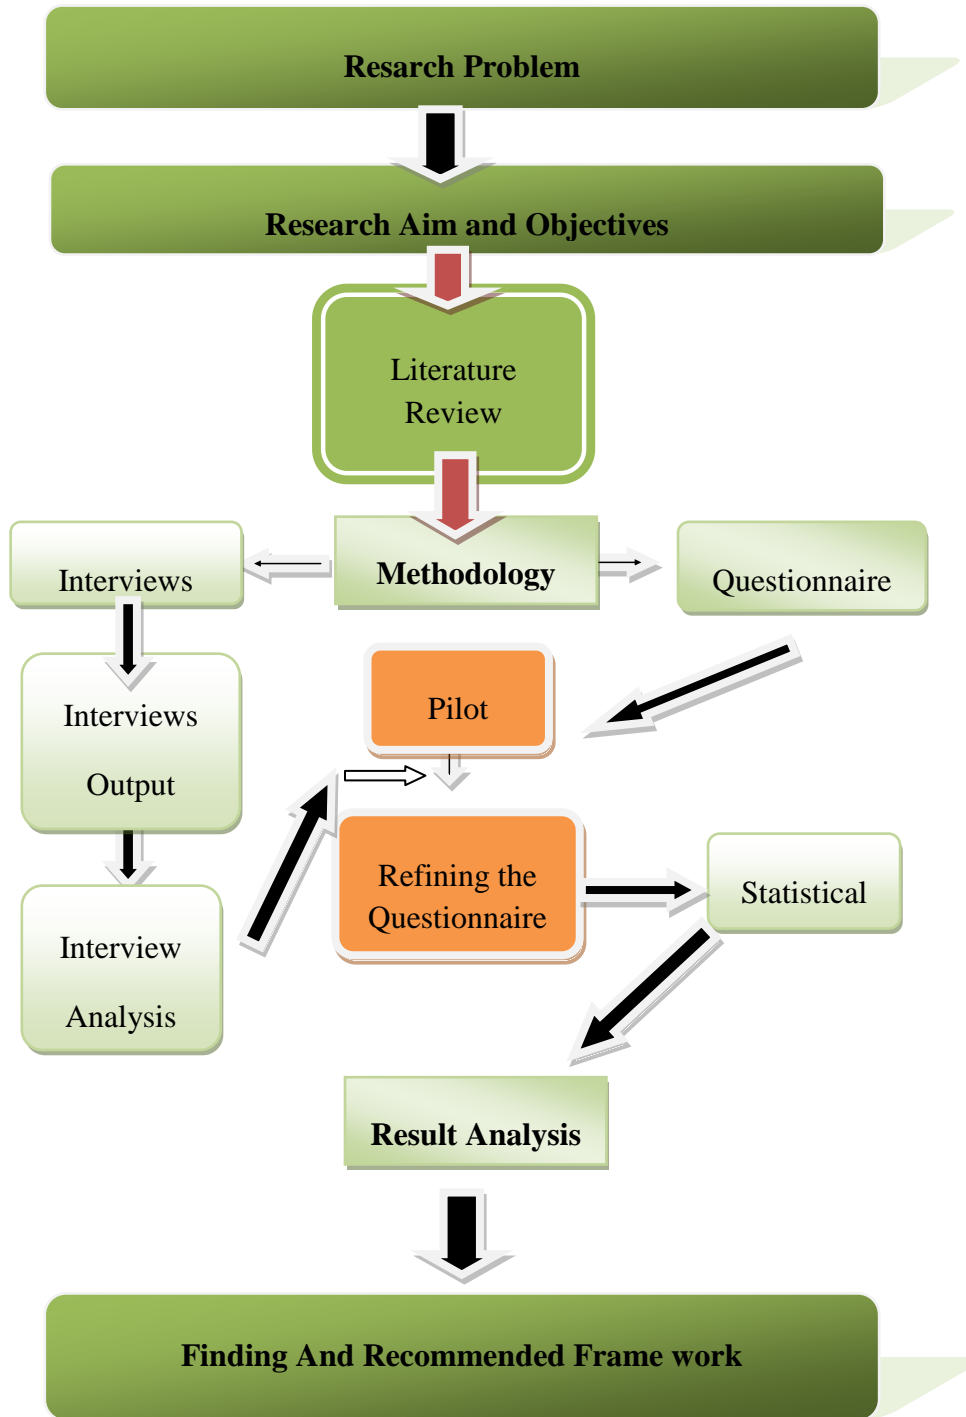 Resarch Problem
Research Aim and Objectives
Literature
Review
Methodology
Interviews
Questionnaire
Interviews
Output
Pilot
Refining the
Questionnaire
Statistical
Interview
Analysis
Result Analysis
Finding And Recommended Frame work